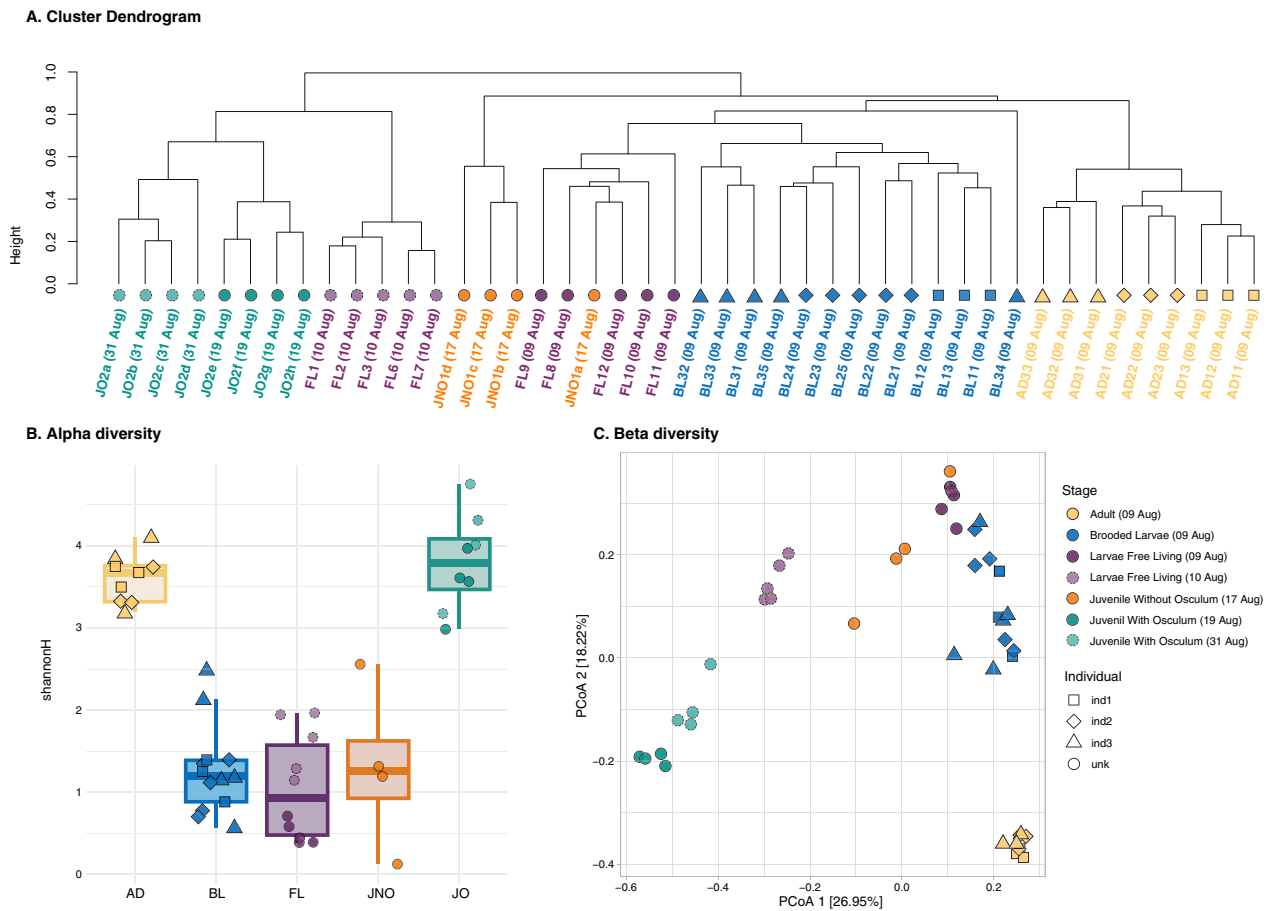 A. Cluster Dendrogram
Height
0.0
0.2
0.4
0.6
0.8
1.0
JO2a (31 Aug)
JO2b (31 Aug)
JO2c (31 Aug)
JO2d (31 Aug)
JO2e (19 Aug)
JO2f (19 Aug)
JO2g (19 Aug)
JO2h (19 Aug)
FL1 (10 Aug)
FL2 (10 Aug)
FL3 (10 Aug)
FL6 (10 Aug)
FL7 (10 Aug)
JNO1d (17 Aug)
JNO1c (17 Aug)
JNO1b (17 Aug)
FL9 (09 Aug)
FL8 (09 Aug)
JNO1a (17 Aug)
FL12 (09 Aug)
FL10 (09 Aug)
FL11 (09 Aug)
BL32 (09 Aug)
BL33 (09 Aug)
BL31 (09 Aug)
BL35 (09 Aug)
BL24 (09 Aug)
BL23 (09 Aug)
BL25 (09 Aug)
BL22 (09 Aug)
BL21 (09 Aug)
BL12 (09 Aug)
BL13 (09 Aug)
BL11 (09 Aug)
BL34 (09 Aug)
AD33 (09 Aug)
AD32 (09 Aug)
AD31 (09 Aug)
AD21 (09 Aug)
AD22 (09 Aug)
AD23 (09 Aug)
AD13 (09 Aug)
AD12 (09 Aug)
AD11 (09 Aug)
B. Alpha diversity
shannonH
4
3
2
1
0
AD
BL
FL
JNO
JO
C. Beta diversity
PCoA 2 [18.22%]
0.2
0.0
−0.2
−0.4
−0.6
−0.4
−0.2
0.0
0.2
PCoA 1 [26.95%]
Stage
Adult (09 Aug)
Brooded Larvae (09 Aug)
Larvae Free Living (09 Aug)
Larvae Free Living (10 Aug)
Juvenile Without Osculum (17 Aug)
Juvenil With Osculum (19 Aug)
Juvenile With Osculum (31 Aug)
Individual
ind1
ind2
ind3
unk